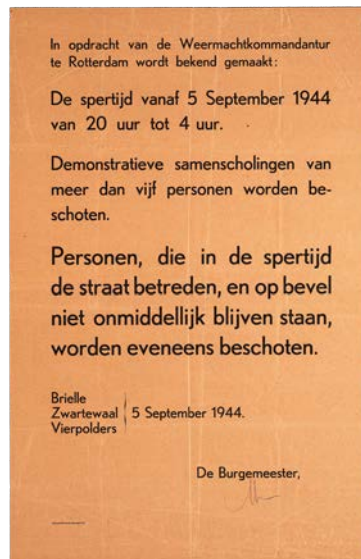 In opdracht van de Weermachtkommandantur
te Rotterdam wordt bekend gemaakt:
De spertijd vanaf 5 September 1944
van 20 uur tot 4 uur.
Demonstratieve samenscholingen van
meer dan vijf personen worden be-
schoten.
Personen, die in de spertijd
de straat betreden, en op bevel
niet onmiddellijk blijven staan,
worden eveneens beschoten.
Brielle
Zwartewaal 5 September 1944.
Vierpolders
De Burgemeester,